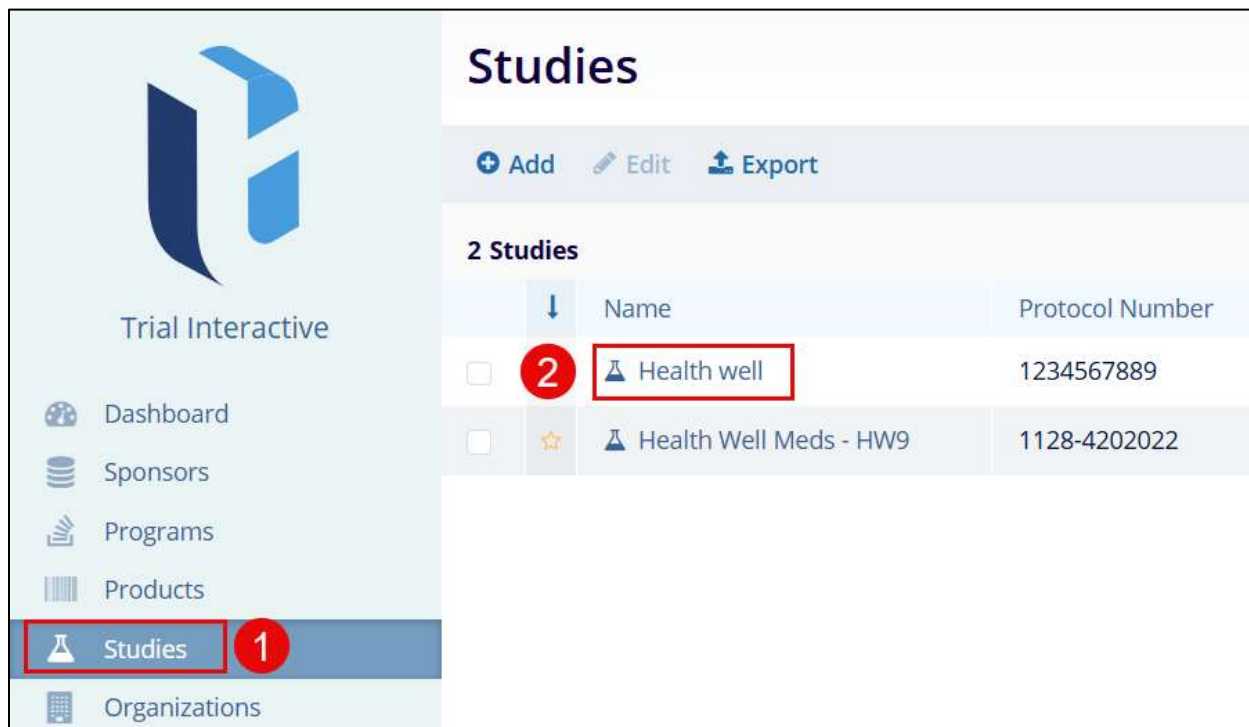 Trial Interactive
Dashboard
Sponsors
Programs
Products
Studies 1
Organizations
Studies
Add Edit Export
2 Studies
Name Protocol Number
2 Health well 1234567889
Health Well Meds - HW9 1128-4202022